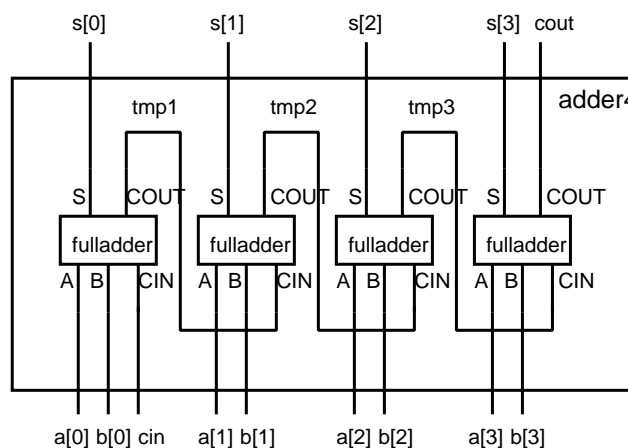 s[0] s[1] s[2] s[3] cout
adder4
tmp1 tmp2 tmp3
S COUT S COUT S COUT S COUT
fulladder fulladder fulladder fulladder
A B CIN A B CIN A B CIN A B CIN
a[0] b[0] cin a[1] b[1] a[2] b[2] a[3] b[3]